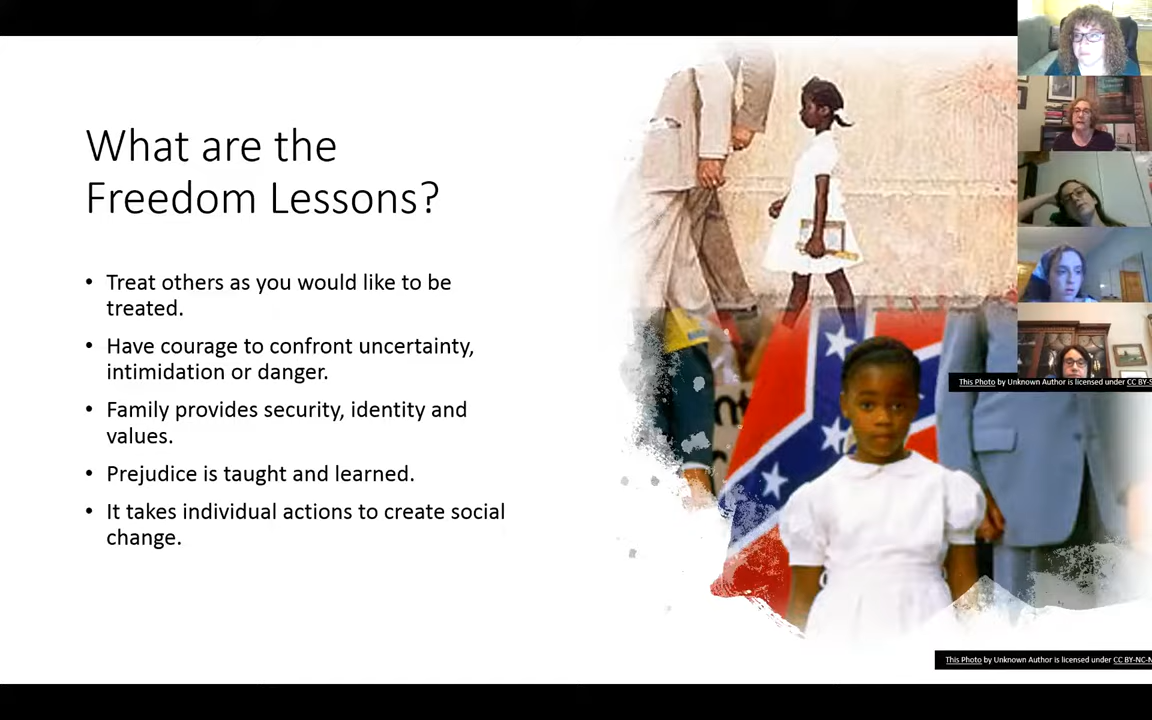 What are the
Freedom Lessons?
• Treat others as you would like to be
treated.
• Have courage to confront uncertainty,
intimidation or danger.
• Family provides security, identity and
values.
• Prejudice is taught and learned.
• It takes individual actions to create social
change.
This Photo by Unknown Author is licensed under CC BY-S
This Photo by Unknown Author is licensed under CC BY-NC-N